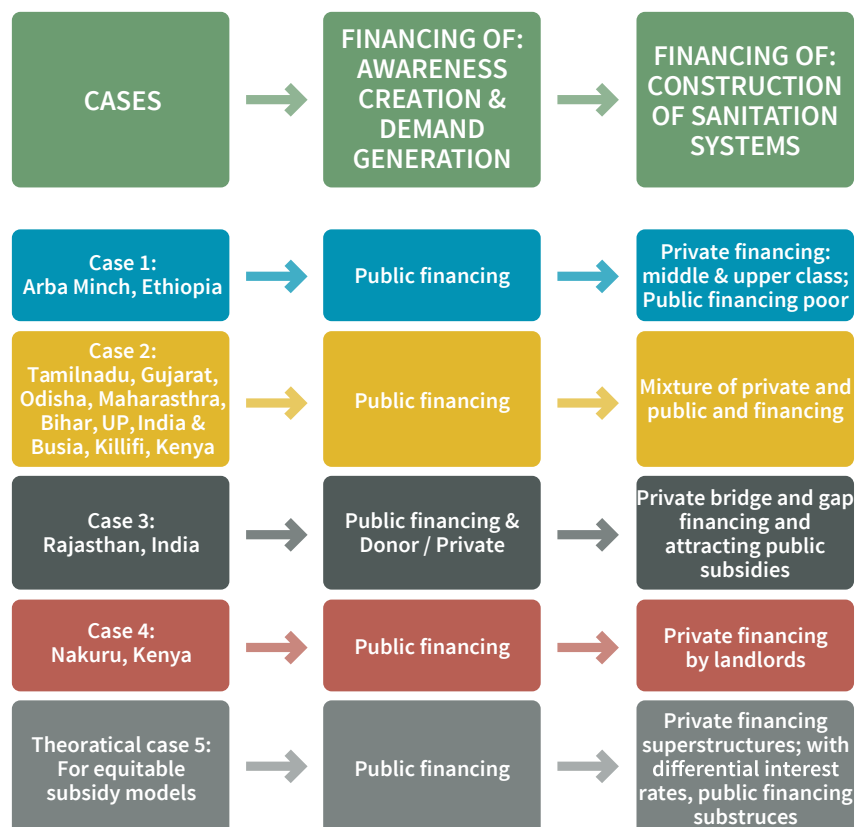 CASES
FINANCING OF:
AWARENESS
CREATION &
DEMAND
GENERATION
FINANCING OF:
CONSTRUCTION
OF SANITATION
SYSTEMS
Case 1:
Arba Minch, Ethiopia
Public financing
Private financing:
middle & upper class;
Public financing poor
Case 2:
Tamilnadu, Gujarat,
Odisha, Maharasthra,
Bihar, UP, India &
Busia, Killifi, Kenya
Public financing
Mixture of private and
public and financing
Case 3:
Rajasthan, India
Public financing &
Donor / Private
Private bridge and gap
financing and
attracting public
subsidies
Case 4:
Nakuru, Kenya
Public financing
Private financing
by landlords
Theoratical case 5:
For equitable
subsidy models
Public financing
Private financing
superstructures; with
differential interest
rates, public financing
substruces